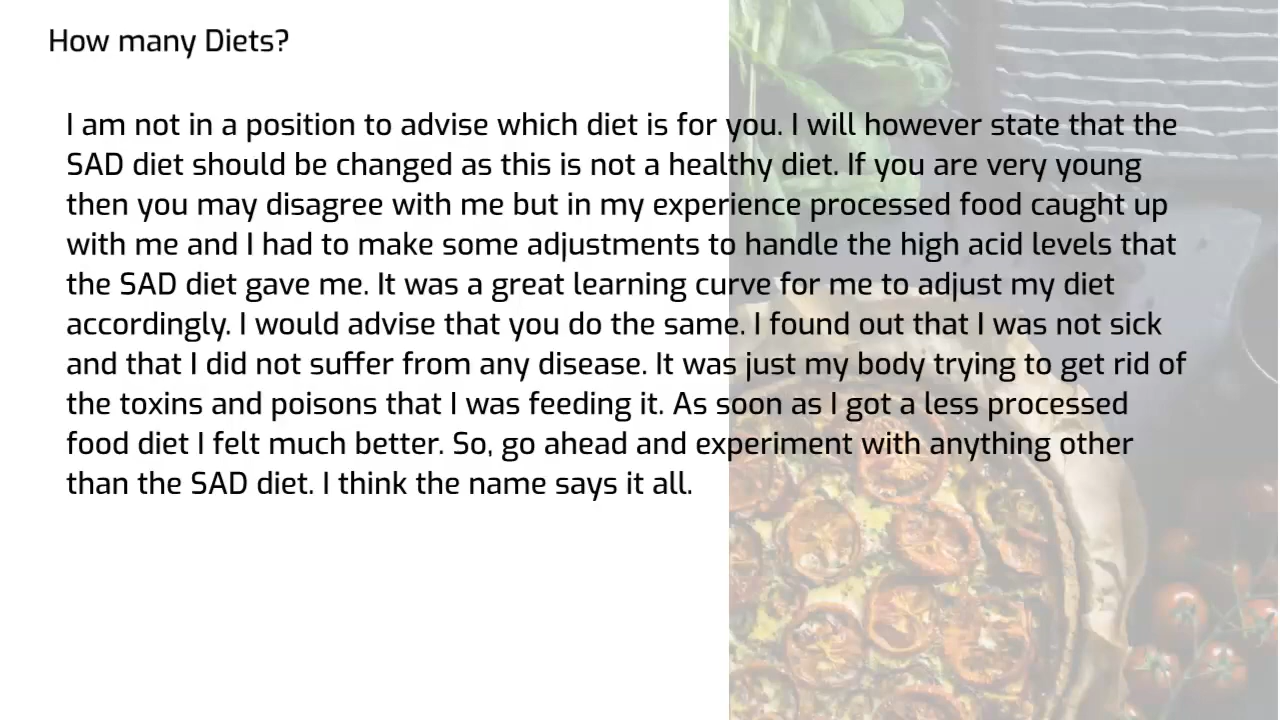 How many Diets?
I am not in a position to advise which diet is for you. I will however state that the
SAD diet should be changed as this is not a healthy diet. If you are very young
then you may disagree with me but in my experience processed food caught up
with me and I had to make some adjustments to handle the high acid levels that
the SAD diet gave me. It was a great learning curve for me to adjust my diet
accordingly. I would advise that you do the same. I found out that I was not sick
and that I did not suffer from any disease. It was just my body trying to get rid of
the toxins and poisons that I was feeding it. As soon as I got a less processed
food diet I felt much better. So, go ahead and experiment with anything other
than the SAD diet. I think the name says it all.